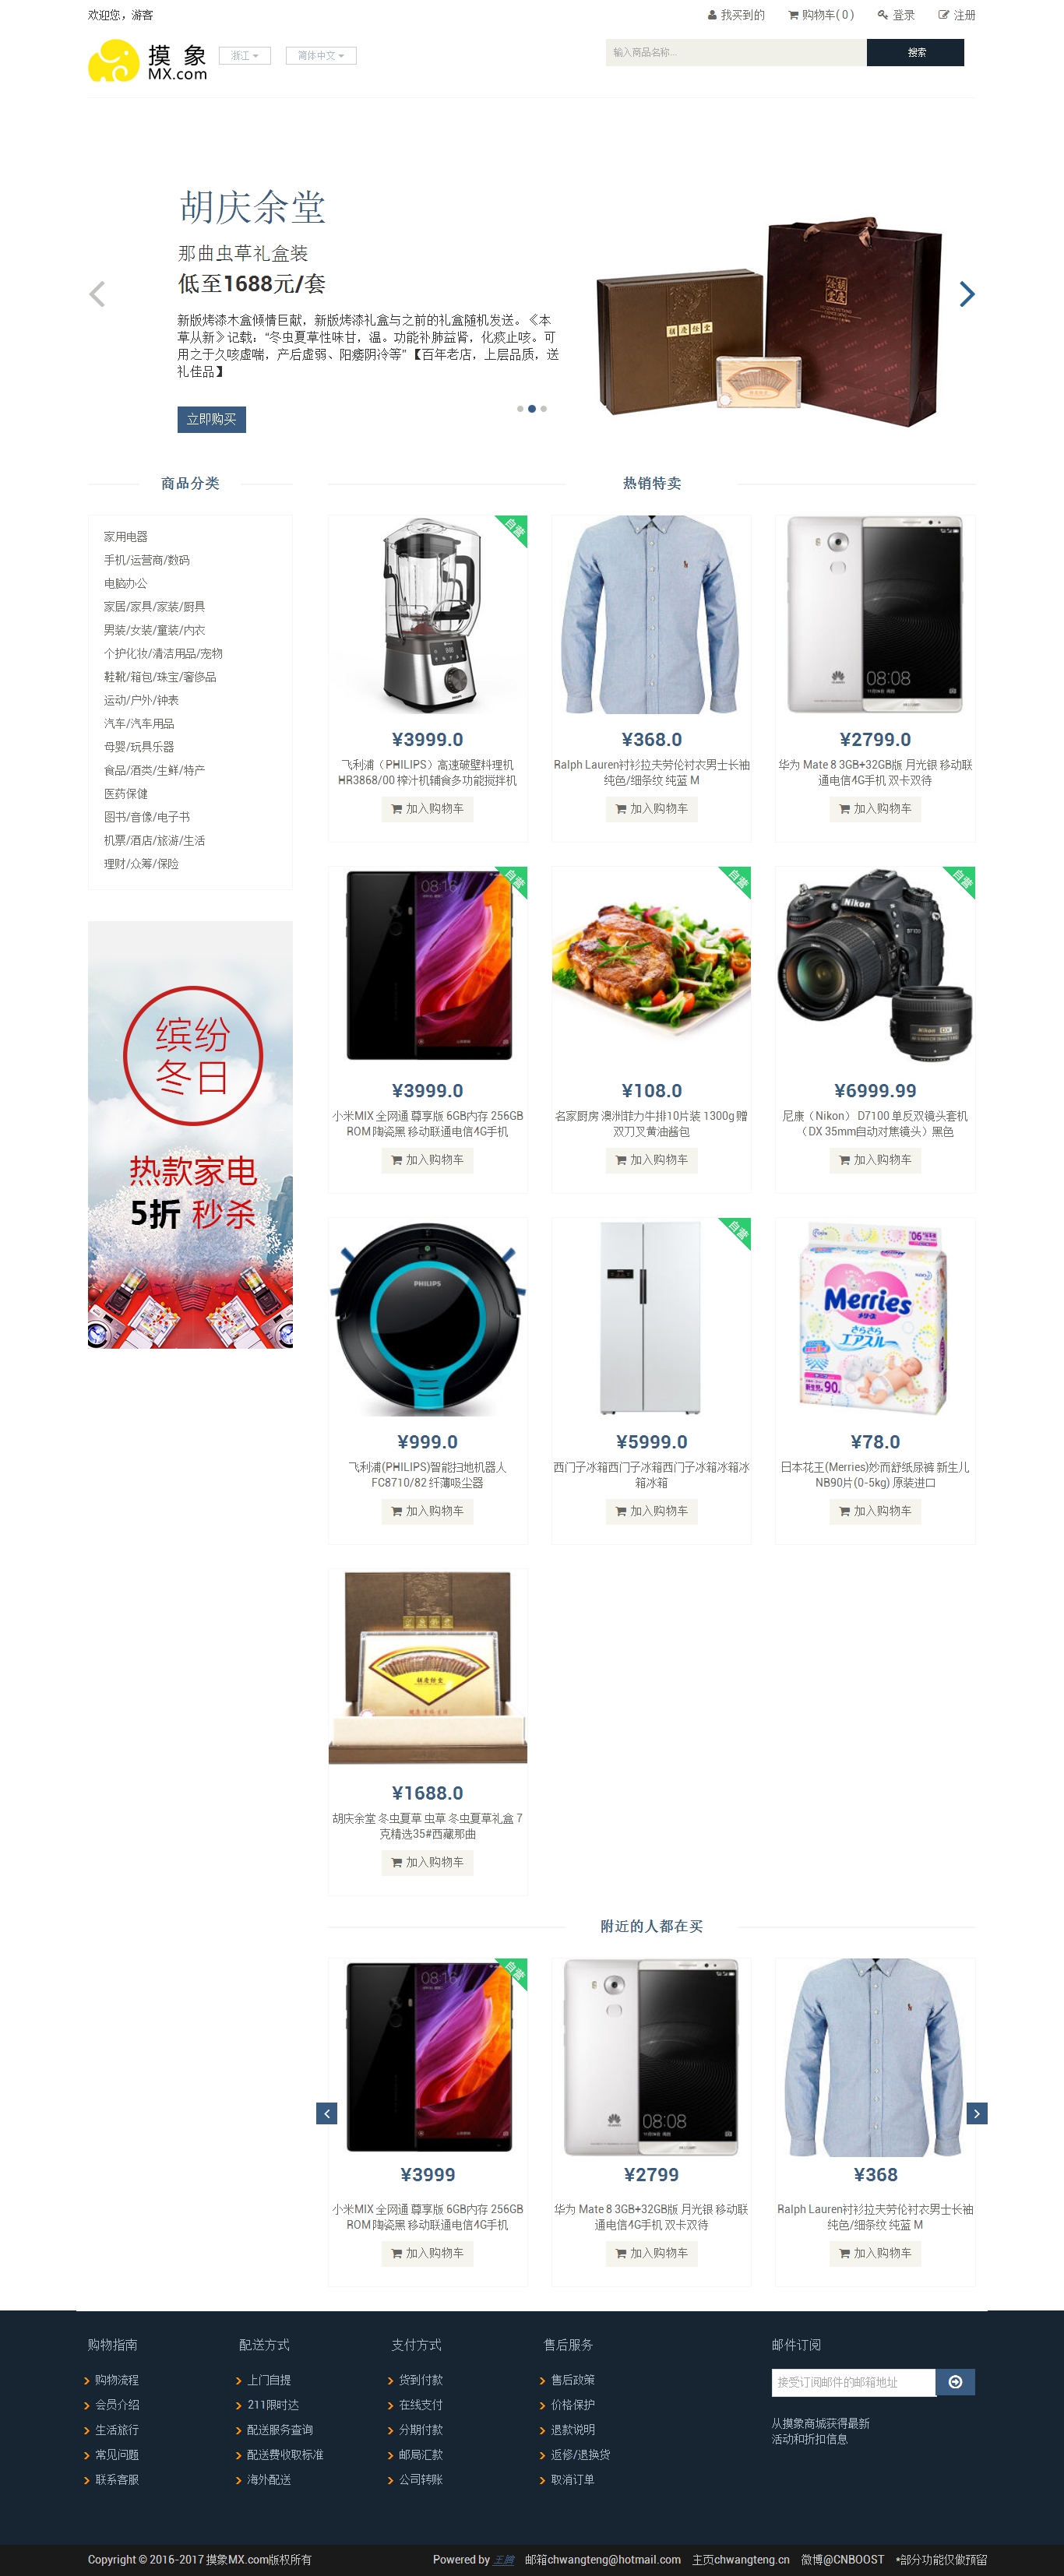 欢迎您，游客
我买到的 购物车( 0 ) 登录 注册
摸 象
MX.com
浙江 简体中文
输入商品名称... 搜索
胡庆余堂
那曲虫草礼盒装
低至1688元/套
新版烤漆木盒倾情巨献，新版烤漆礼盒与之前的礼盒随机发送。《本
草从新》记载：“冬虫夏草性味甘，温。功能补肺益肾，化痰止咳。可
用之于久咳虚喘，产后虚弱、阳痿阴冷等”【百年老店，上层品质，送
礼佳品】
立即购买
商品分类
家用电器
手机/运营商/数码
电脑办公
家居/家具/家装/厨具
男装/女装/童装/内衣
个护化妆/清洁用品/宠物
鞋靴/箱包/珠宝/奢侈品
运动/户外/钟表
汽车/汽车用品
母婴/玩具乐器
食品/酒类/生鲜/特产
医药保健
图书/音像/电子书
机票/酒店/旅游/生活
理财/众筹/保险
缤纷
冬日
热款家电
5折 秒杀
热销特卖
自营
08:08
HUAWEI
¥3999.0 ¥368.0 ¥2799.0
飞利浦（PHILIPS）高速破壁料理机
HR3868/00 榨汁机辅食多功能搅拌机
Ralph Lauren衬衫拉夫劳伦衬衣男士长袖
纯色/细条纹 纯蓝 M
华为 Mate 8 3GB+32GB版 月光银 移动联
通电信4G手机 双卡双待
加入购物车 加入购物车 加入购物车
自营 自营 自营
08:16
Nikon
D7100
Nikon DX
¥3999.0 ¥108.0 ¥6999.99
小米MIX 全网通 尊享版 6GB内存 256GB
ROM 陶瓷黑 移动联通电信4G手机
名家厨房 澳洲菲力牛排10片装 1300g 赠
双刀叉黄油酱包
尼康（Nikon） D7100 单反双镜头套机
（DX 35mm自动对焦镜头）黑色
加入购物车 加入购物车 加入购物车
自营
PHILIPS
Merries
メリーズ
さらさら
エアスルー
新生児 90
¥999.0 ¥5999.0 ¥78.0
飞利浦(PHILIPS)智能扫地机器人
FC8710/82 纤薄吸尘器
西门子冰箱西门子冰箱西门子冰箱冰箱冰
箱冰箱
日本花王(Merries)妙而舒纸尿裤 新生儿
NB90片(0-5kg) 原装进口
加入购物车 加入购物车 加入购物车
¥1688.0
胡庆余堂 冬虫夏草 虫草 冬虫夏草礼盒 7
克精选35#西藏那曲
加入购物车
附近的人都在买
自营
08:16
08:08
¥3999 ¥2799 ¥368
小米MIX 全网通 尊享版 6GB内存 256GB
ROM 陶瓷黑 移动联通电信4G手机
华为 Mate 8 3GB+32GB版 月光银 移动联
通电信4G手机 双卡双待
Ralph Lauren衬衫拉夫劳伦衬衣男士长袖
纯色/细条纹 纯蓝 M
加入购物车 加入购物车 加入购物车
购物指南
购物流程
会员介绍
生活旅行
常见问题
联系客服
配送方式
上门自提
211限时达
配送服务查询
配送费收取标准
海外配送
支付方式
货到付款
在线支付
分期付款
邮局汇款
公司转账
售后服务
售后政策
价格保护
退款说明
返修/退换货
取消订单
邮件订阅
接受订阅邮件的邮箱地址
从摸象商城获得最新
活动和折扣信息
Copyright © 2016-2017 摸象MX.com版权所有
Powered by 王腾 邮箱chwangteng@hotmail.com 主页chwangteng.cn 微博@CNBOOST *部分功能仅做预留